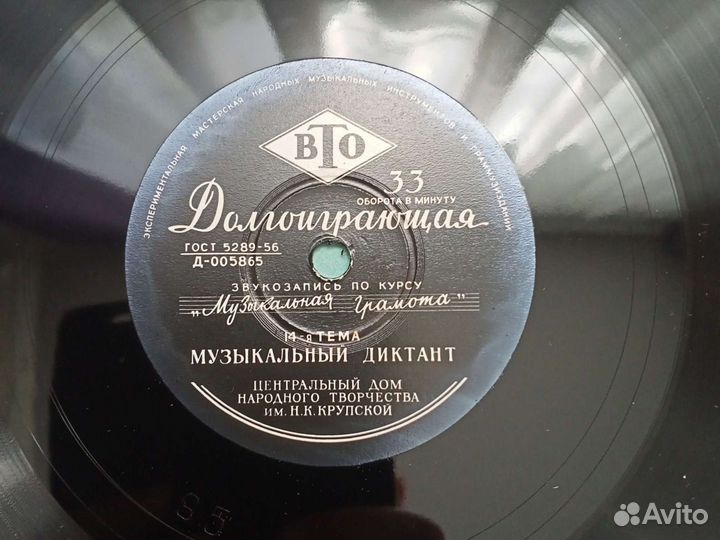 ЭКСПЕРИМЕНТАЛЬНАЯ МАСТЕРСКАЯ НАРОДНЫХ МУЗЫКАЛЬНЫХ ИНСТРУМЕНТОВ И ГРАММУЗИЗДАНИЙ
ВТО
33
ОБОРОТА В МИНУТУ
Долгоиграющая
ГОСТ 5289-56
Д-005865
ЗВУКОЗАПИСЬ ПО КУРСУ
„Музыкальная грамота"
14-я ТЕМА
МУЗЫКАЛЬНЫЙ ДИКТАНТ
ЦЕНТРАЛЬНЫЙ ДОМ
НАРОДНОГО ТВОРЧЕСТВА
ИМ. Н.К. КРУПСКОЙ
Avito